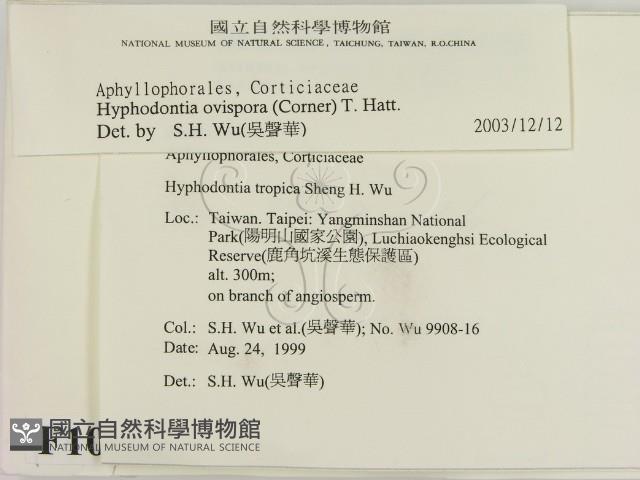 國立自然科學博物館
NATIONAL MUSEUM OF NATURAL SCIENCE, TAICHUNG, TAIWAN, R.O.CHINA
Aphyllophorales, Corticiaceae
Hyphodontia ovispora (Corner) T. Hatt.
Det. by S.H. Wu(吳聲華)
2003/12/12
Aphyllophorales, Corticiaceae
Hyphodontia tropica Sheng H. Wu
Loc.: Taiwan. Taipei: Yangminshan National
Park(陽明山國家公園), Luchiaokenghsi Ecological
Reserve(鹿角坑溪生態保護區)
alt. 300m;
on branch of angiosperm.
Col.: S.H. Wu et al.(吳聲華); No. Wu 9908-16
Date: Aug. 24, 1999
Det.: S.H. Wu(吳聲華)
國立自然科學博物館
NATIONAL MUSEUM OF NATURAL SCIENCE